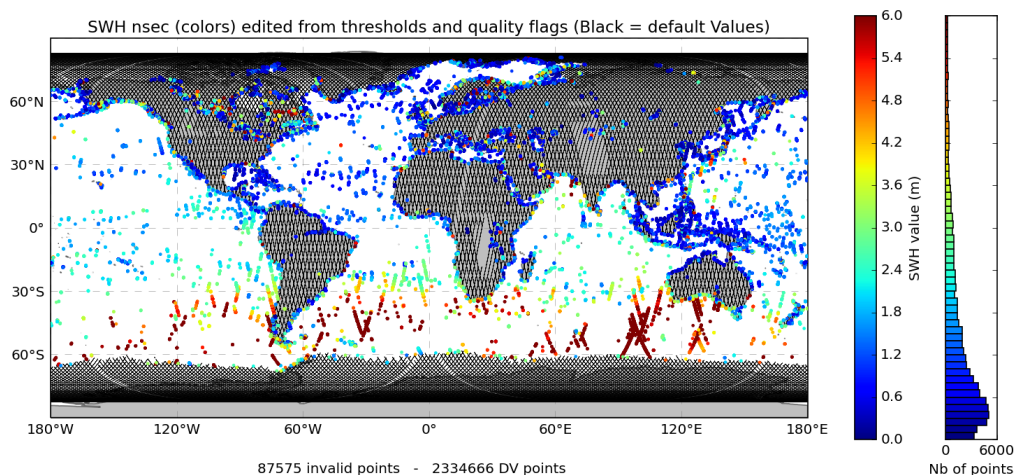 SWH nsec (colors) edited from thresholds and quality flags (Black = default Values)
60°N
30°N
0°
30°S
60°S
180°W 120°W 60°W 0° 60°E 120°E 180°E
87575 invalid points - 2334666 DV points
6.0
5.4
4.8
4.2
3.6
3.0
2.4
1.8
1.2
0.6
0.0
SWH value (m)
0 6000
Nb of points